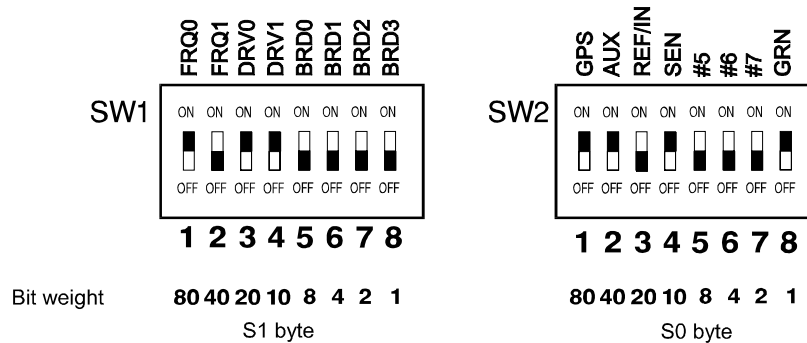 FRQ0 FRQ1 DRV0 DRV1 BRD0 BRD1 BRD2 BRD3
SW1
ON ON ON ON ON ON ON ON
OFF OFF OFF OFF OFF OFF OFF OFF
1 2 3 4 5 6 7 8
GPS AUX REF/IN SEN #5 #6 #7 GRN
SW2
ON ON ON ON ON ON ON ON
OFF OFF OFF OFF OFF OFF OFF OFF
1 2 3 4 5 6 7 8
Bit weight 80 40 20 10 8 4 2 1
S1 byte
80 40 20 10 8 4 2 1
S0 byte